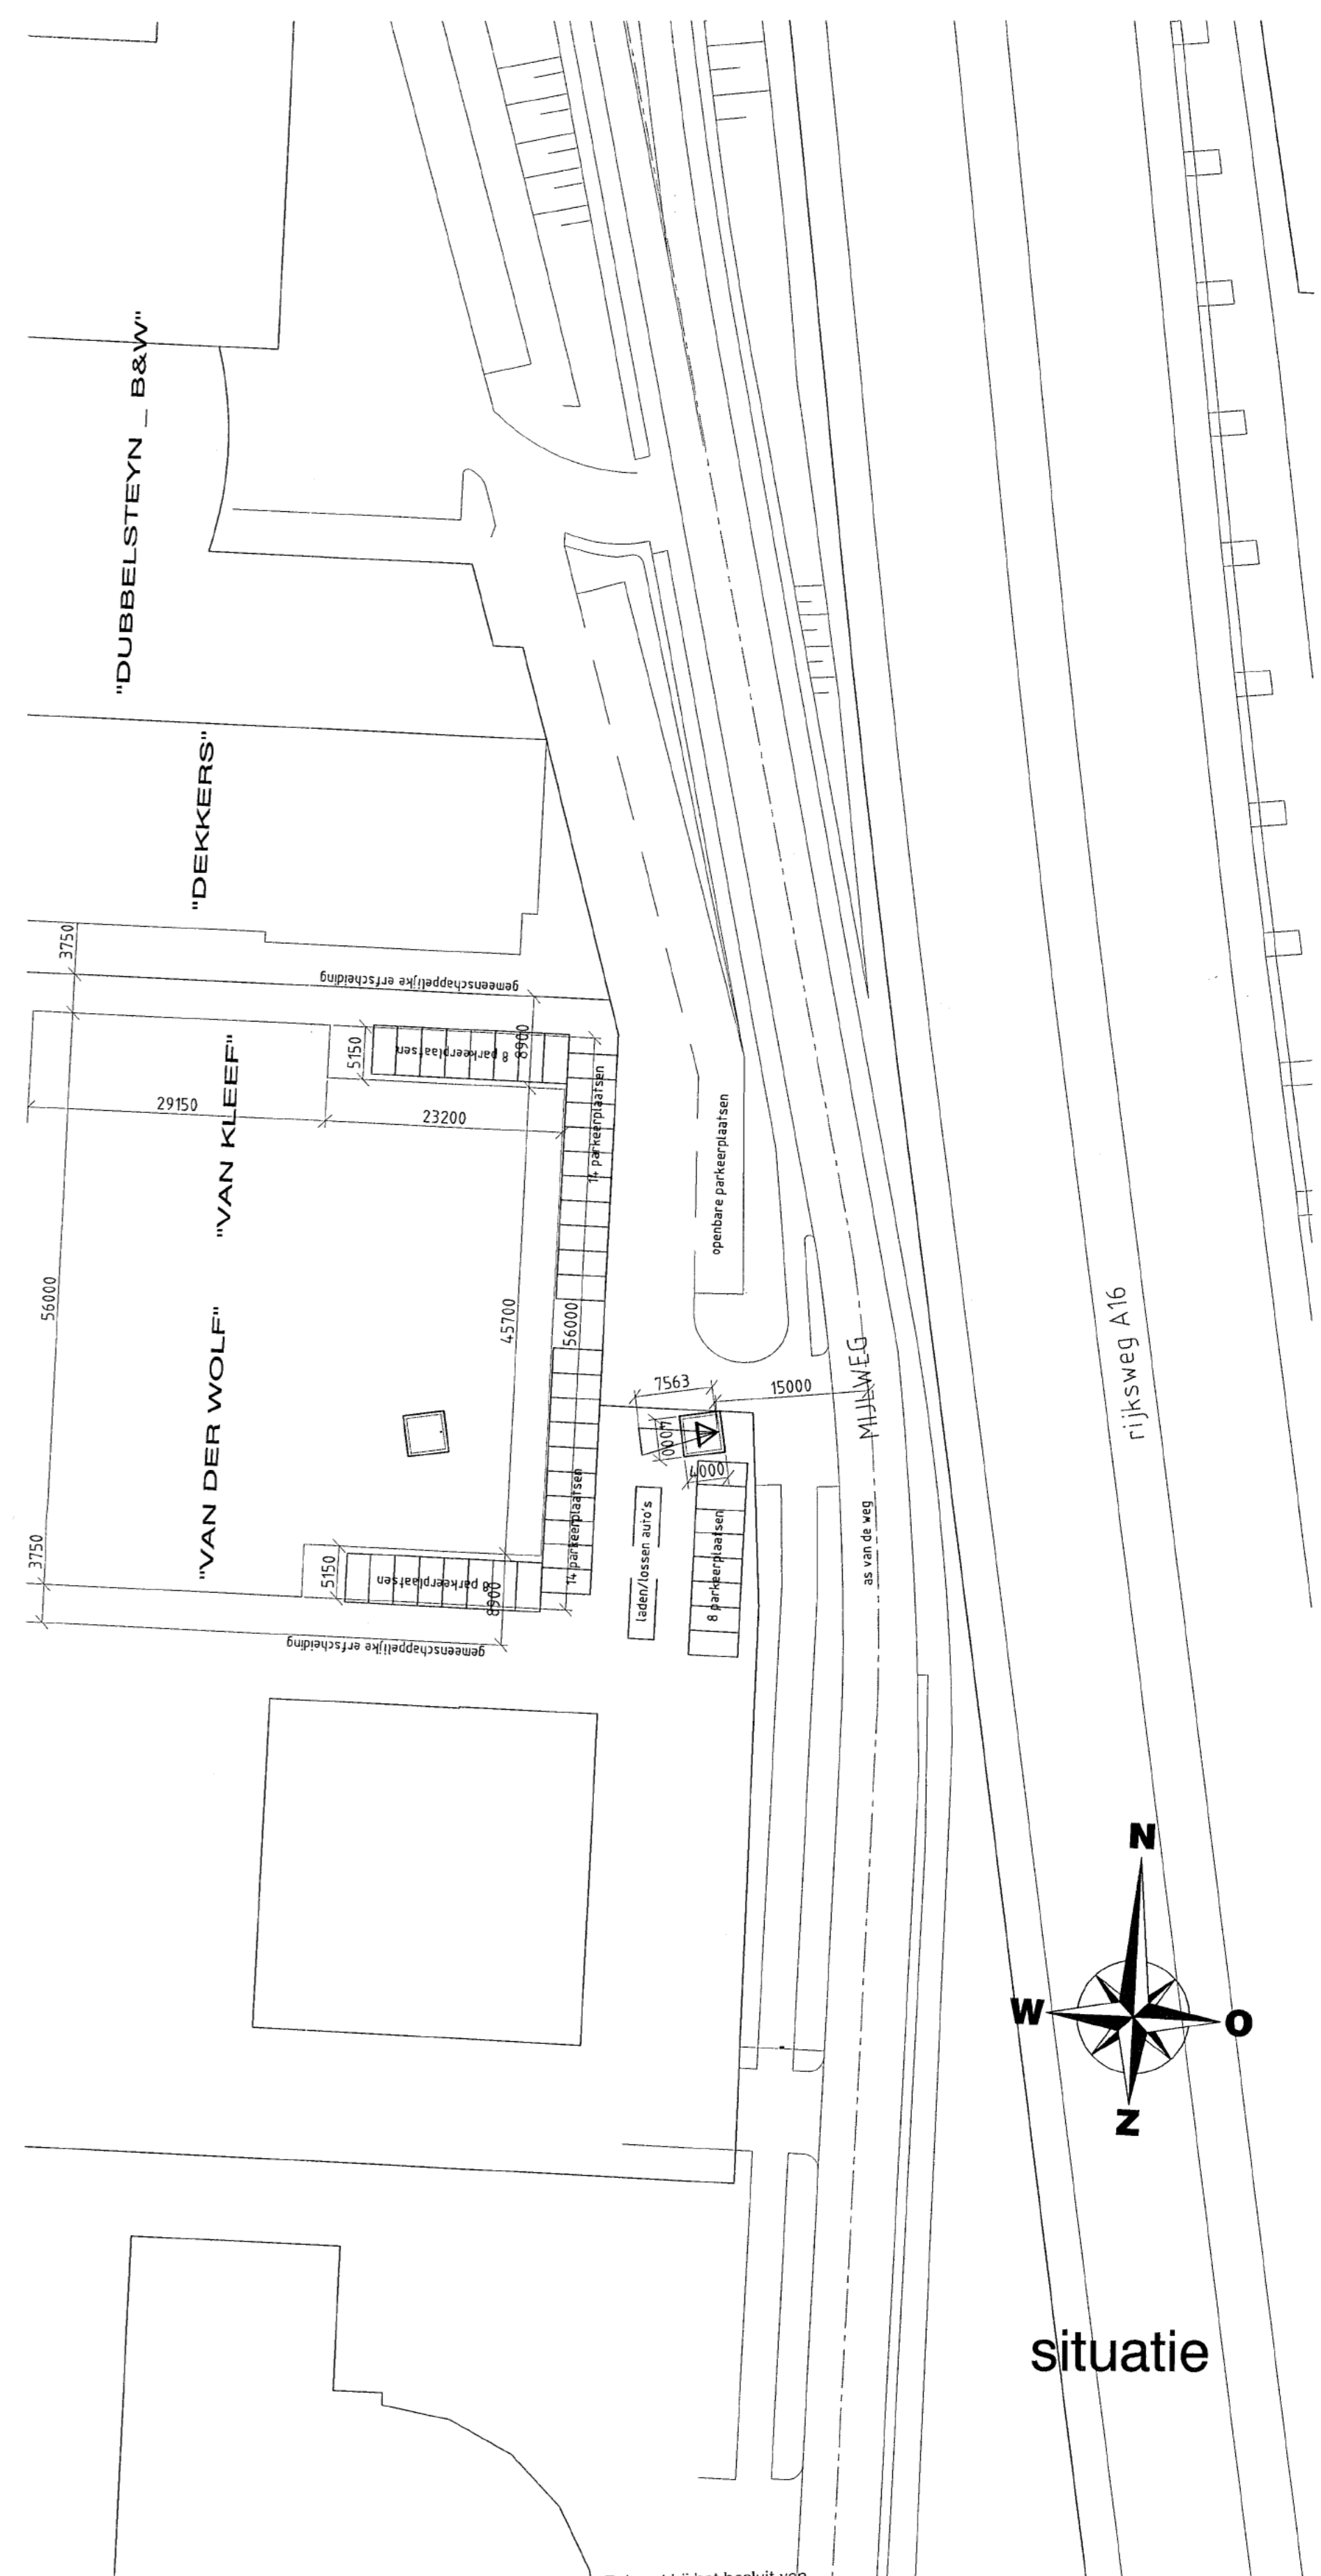 "DUBBELSTEYN _ B&W"
"DEKKERS"
3750
gemeenschappelijke erfscheiding
5150
8 parkeerplaatsen
8900
29150
23200
"VAN KLEEF"
14 parkeerplaatsen
openbare parkeerplaatsen
56000
45700
56000
"VAN DER WOLF"
7563
15000
MIJLWEG
rijksweg A16
4000
4000
14 parkeerplaatsen
laden/lossen auto's
8 parkeerplaatsen
as van de weg
3750
5150
8 parkeerplaatsen
8900
gemeenschappelijke erfscheiding
N
W
O
Z
situatie